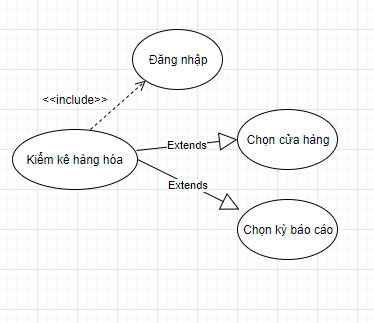 Đăng nhập
<<include>>
Kiểm kê hàng hóa
Extends
Chọn cửa hàng
Extends
Chọn kỳ báo cáo